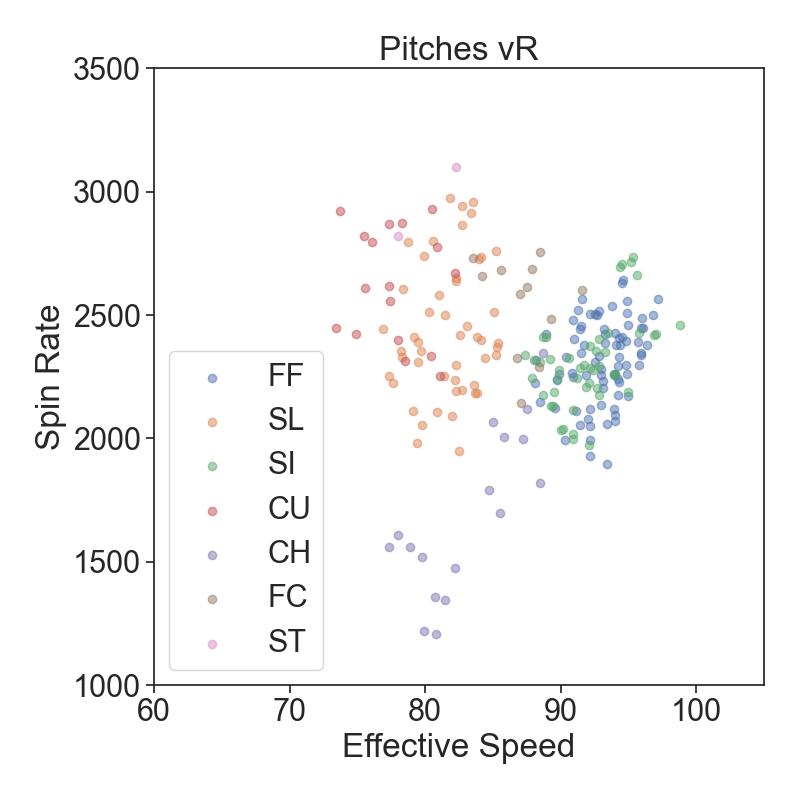 Pitches vR
3500
3000
2500
2000
1500
1000
Spin Rate
FF
SL
SI
CU
CH
FC
ST
60 70 80 90 100
Effective Speed